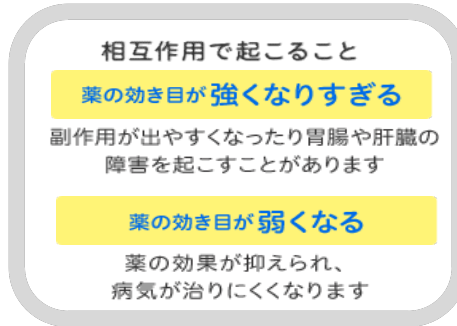 相互作用で起こること
薬の効き目が強くなりすぎる
副作用が出やすくなったり胃腸や肝臓の
障害を起こすことがあります
薬の効き目が弱くなる
薬の効果が抑えられ、
病気が治りにくくなります